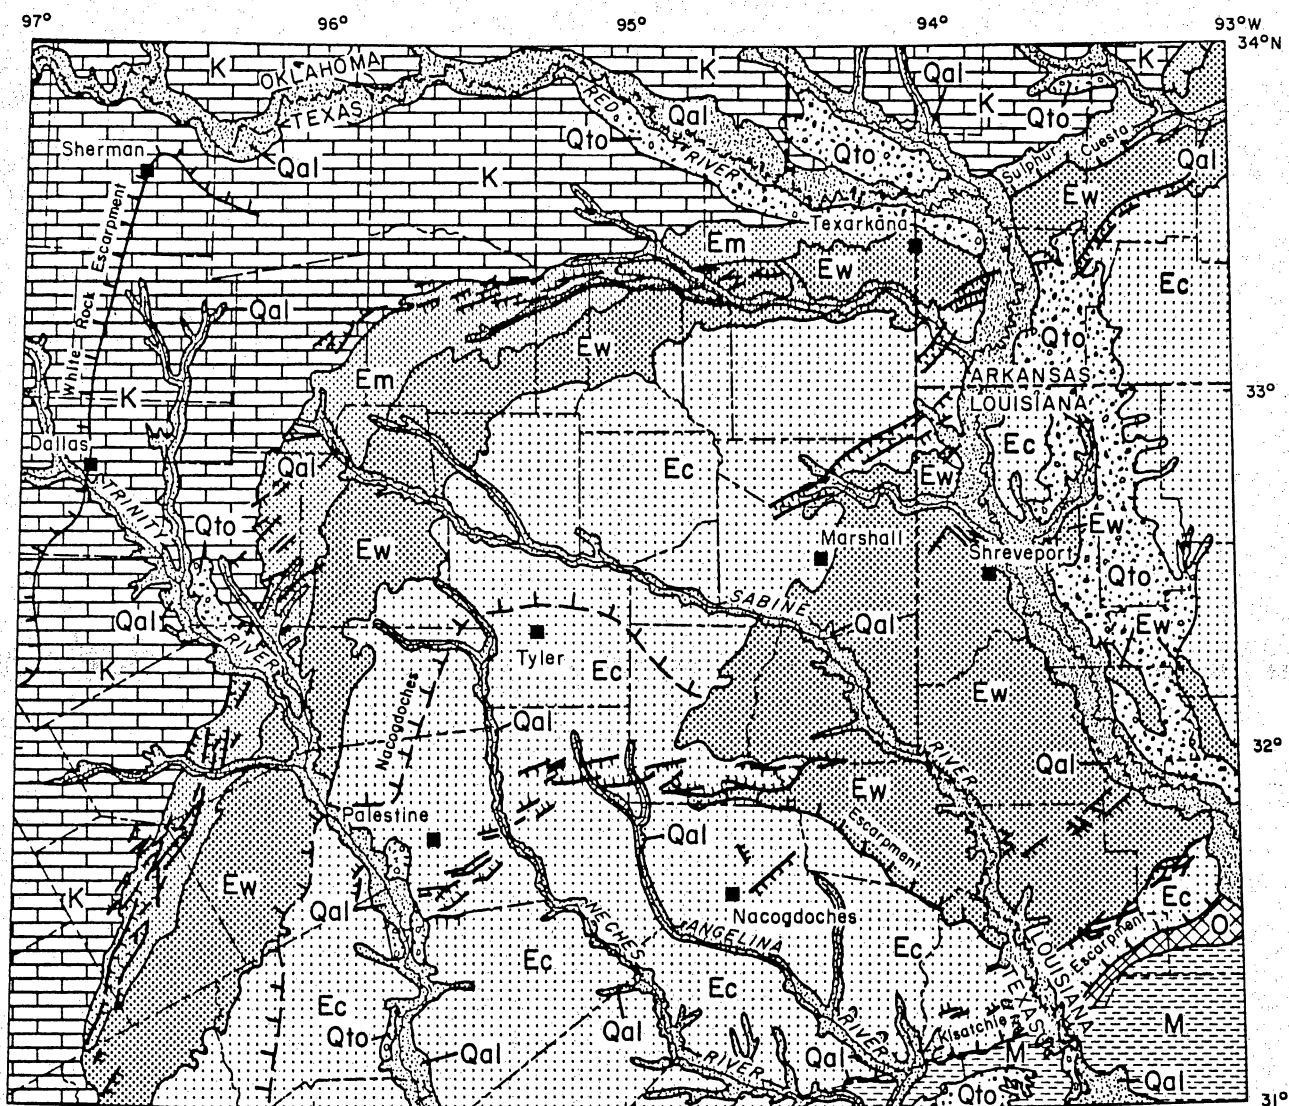 97°
96°
95°
94°
93°W
34°N
K
OKLAHOMA
TEXAS
K
Qal
K
K
Qto
Sherman
Qal
RED
RIVER
Qto
Qal
Qto
Sulphur Cuesta
Qal
K
Ew
White Rock Escarpment
Texarkana
Em
Ew
Ec
Qal
Qto
Ew
Em
ARKANSAS
LOUISIANA
33°
K
Dallas
Qal
Ec
Ec
Ew
TRINITY
RIVER
Qto
Ew
Marshall
Shreveport
Ew
Qto
Qal
SABINE
RIVER
Qal
Ew
K
Tyler
Ec
Ew
Nacogdoches
Qal
32°
Qal
Ew
Escarpment
Palestine
Qal
K
Ew
Qal
Nacogdoches
Ec
O
NECHES
RIVER
ANGELINA
RIVER
Ec
Ec
Ec
LOUISIANA
TEXAS
Kisatchie
Escarpment
M
Ec
Qto
Qal
Qal
Qal
M
Qto
Qal
31°